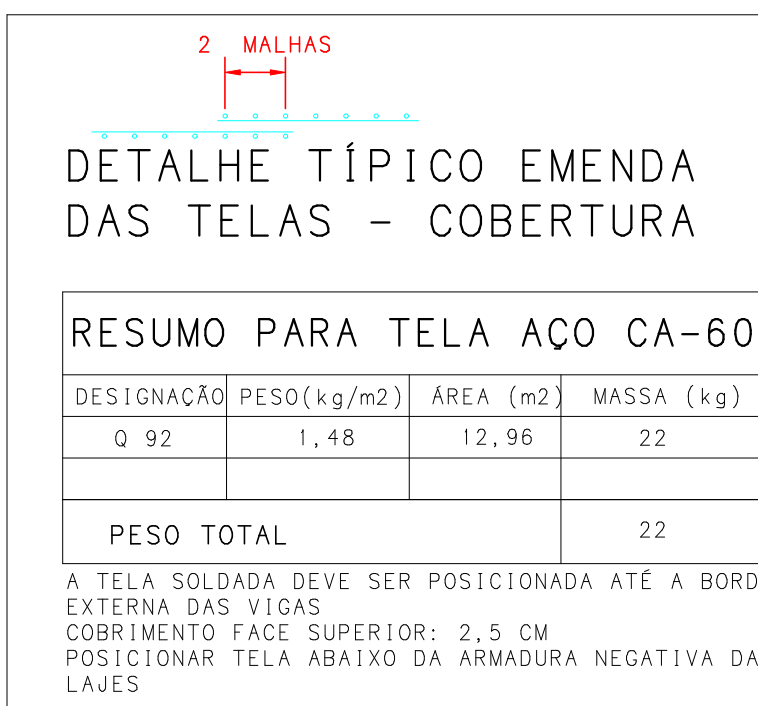 2 MALHAS
DETALHE TÍPICO EMENDA
DAS TELAS - COBERTURA
RESUMO PARA TELA AÇO CA-60
DESIGNAÇÃO PESO(kg/m2) ÁREA (m2) MASSA (kg)
Q 92 1,48 12,96 22
PESO TOTAL 22
A TELA SOLDADA DEVE SER POSICIONADA ATÉ A BORD
EXTERNA DAS VIGAS
COBRIMENTO FACE SUPERIOR: 2,5 CM
POSICIONAR TELA ABAIXO DA ARMADURA NEGATIVA DA
LAJES